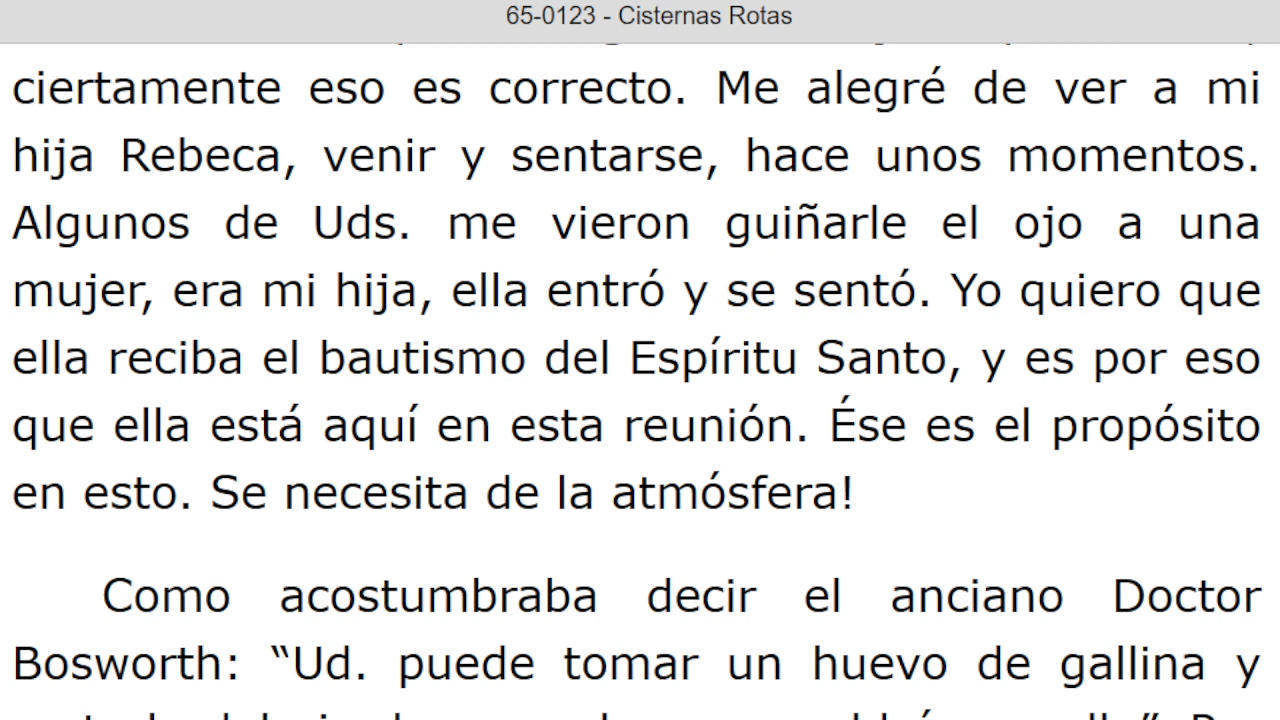 65-0123 - Cisternas Rotas
ciertamente eso es correcto. Me alegré de ver a mi
hija Rebeca, venir y sentarse, hace unos momentos.
Algunos de Uds. me vieron guiñarle el ojo a una
mujer, era mi hija, ella entró y se sentó. Yo quiero que
ella reciba el bautismo del Espíritu Santo, y es por eso
que ella está aquí en esta reunión. Ése es el propósito
en esto. Se necesita de la atmósfera!
Como acostumbraba decir el anciano Doctor
Bosworth: “Ud. puede tomar un huevo de gallina y